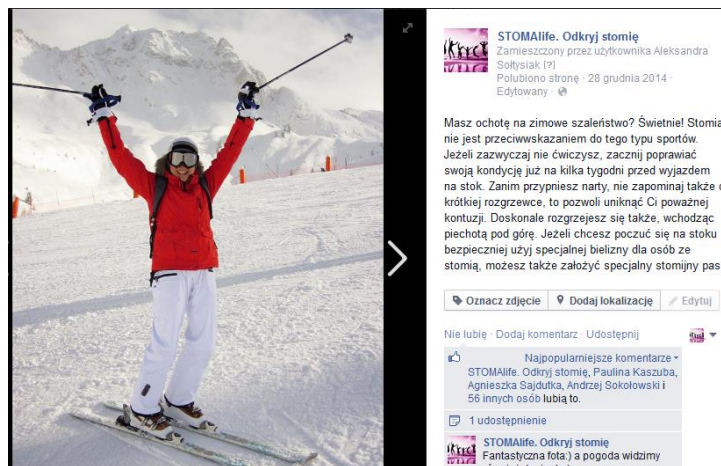 STOMAlife. Odkryj stomię
Zamieszczony przez użytkownika Aleksandra
Sołtysiak [?]
Polubiono stronę · 28 grudnia 2014 ·
Edytowany ·
Masz ochotę na zimowe szaleństwo? Świetnie! Stomia
nie jest przeciwwskazaniem do tego typu sportów.
Jeżeli zazwyczaj nie ćwiczysz, zacznij poprawiać
swoją kondycję już na kilka tygodni przed wyjazdem
na stok. Zanim przypniesz narty, nie zapominaj także
krótkiej rozgrzewce, to pozwoli uniknąć Ci poważnej
kontuzji. Doskonale rozgrzejesz się także, wchodząc
piechotą pod górę. Jeżeli chcesz poczuć się na stoku
bezpieczniej użyj specjalnej bielizny dla osób ze
stomią, możesz także założyć specjalny stomijny pas
Oznacz zdjęcie Dodaj lokalizację Edytuj
Nie lubię · Dodaj komentarz · Udostępnij
Najpopularniejsze komentarze
STOMAlife. Odkryj stomię, Paulina Kaszuba,
Agnieszka Sajdutka, Andrzej Sokołowski i
56 innych osób lubią to.
1 udostępnienie
STOMAlife. Odkryj stomię
Fantastyczna fota:) a pogoda widzimy